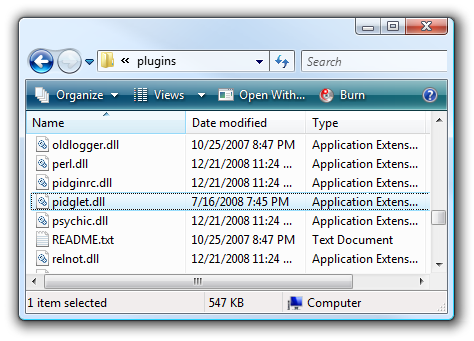 « plugins Search
Organize Views Open With... Burn
Name Date modified Type
oldlogger.dll 10/25/2007 8:47 PM Application Extens...
perl.dll 12/21/2008 11:24 ... Application Extens...
pidginrc.dll 12/21/2008 11:24 ... Application Extens...
pidglet.dll 7/16/2008 7:45 PM Application Extens...
psychic.dll 12/21/2008 11:24 ... Application Extens...
README.txt 10/25/2007 8:47 PM Text Document
relnot.dll 12/21/2008 11:24 ... Application Extens...
1 item selected 547 KB Computer